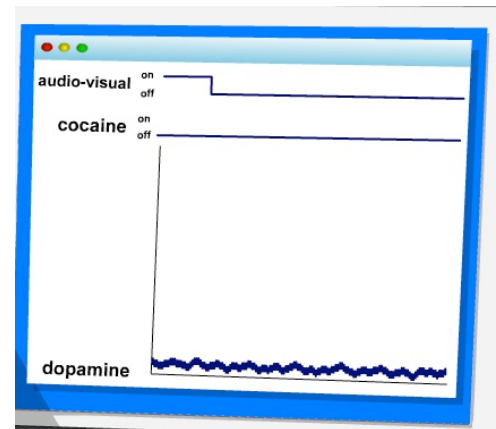 on
audio-visual
off
on
cocaine
off
dopamine